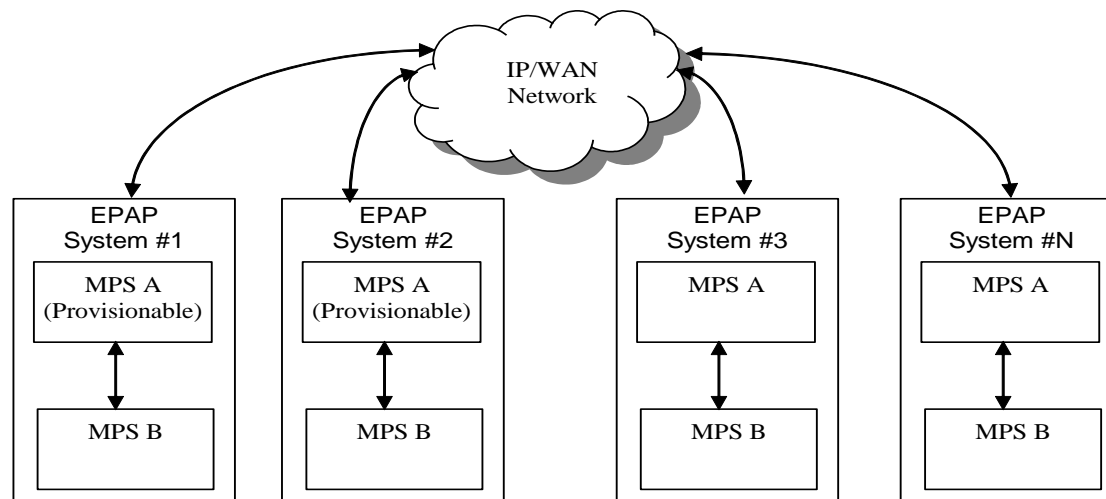 IP/WAN
Network
EPAP
System #1
MPS A
(Provisionable)
MPS B
EPAP
System #2
MPS A
(Provisionable)
MPS B
EPAP
System #3
MPS A
MPS B
EPAP
System #N
MPS A
MPS B